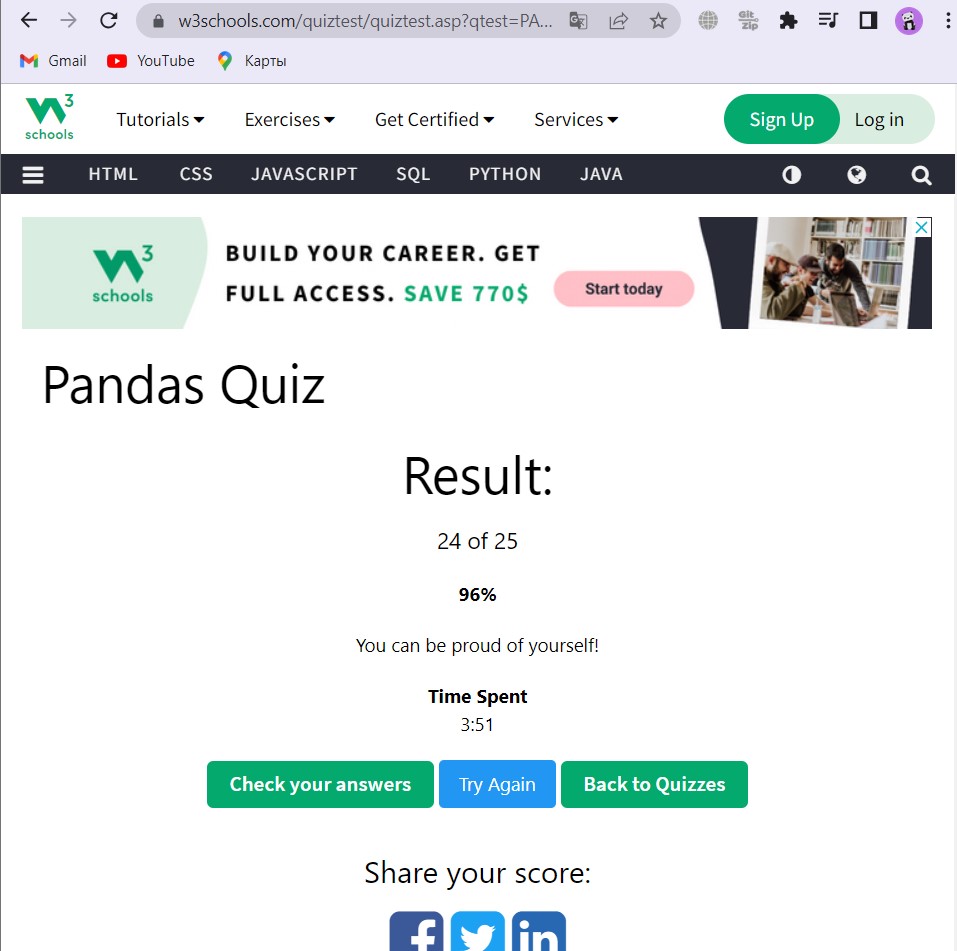 w3schools.com/quiztest/quiztest.asp?qtest=PA...
Git Zip
Gmail YouTube Карты
W3 schools
Tutorials Exercises Get Certified Services Sign Up Log in
HTML CSS JAVASCRIPT SQL PYTHON JAVA
W3 schools
BUILD YOUR CAREER. GET
FULL ACCESS. SAVE 770$
Start today
Pandas Quiz
Result:
24 of 25
96%
You can be proud of yourself!
Time Spent
3:51
Check your answers Try Again Back to Quizzes
Share your score:
f in